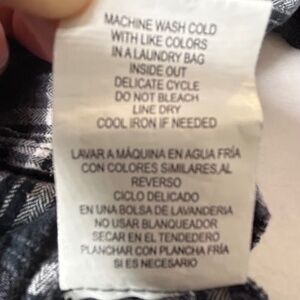 MACHINE WASH COLD
WITH LIKE COLORS
IN A LAUNDRY BAG
INSIDE OUT
DELICATE CYCLE
DO NOT BLEACH
LINE DRY
COOL IRON IF NEEDED
LAVAR A MÁQUINA EN AGUA FRÍA
CON COLORES SIMILARES,AL
REVERSO
CICLO DELICADO
EN UNA BOLSA DE LAVANDERIA
NO USAR BLANQUEADOR
SECAR EN EL TENDEDERO
PLANCHAR CON PLANCHA FRÍA
SI ES NECESARIO